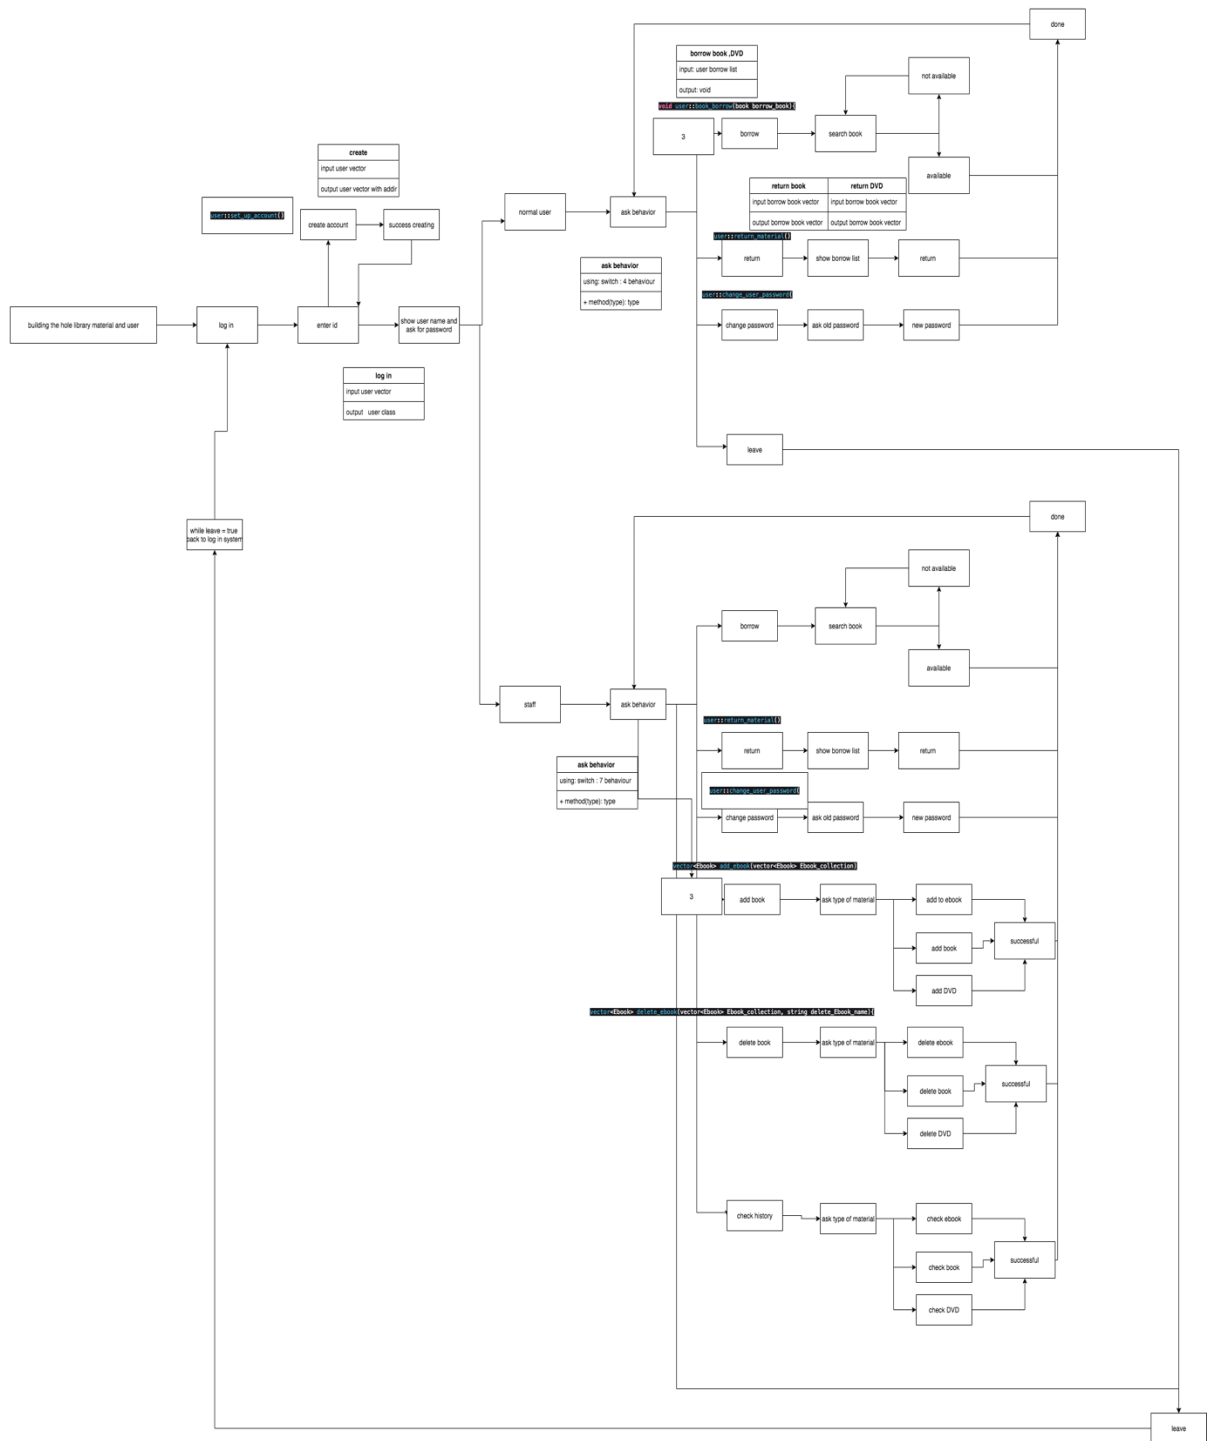 done
borrow book ,DVD
input: user borrow list
output: void
not available
void user::book_borrow(book borrow_book){
3
borrow
search book
create
input user vector
output user vector with addir
available
return book
return DVD
input borrow book vector
input borrow book vector
output borrow book vector
output borrow book vector
user::set_up_account()
create account
success creating
normal user
ask behavior
user::return_material()
return
show borrow list
return
ask behavior
using: switch : 4 behaviour
+ method(type): type
user::change_user_password(
building the hole library material and user
log in
enter id
show user name and
ask for password
change password
ask old password
new password
log in
input user vector
output user class
leave
while leave = true
back to log in system
done
not available
borrow
search book
available
staff
ask behavior
user::return_material()
return
show borrow list
return
ask behavior
using: switch : 7 behaviour
+ method(type): type
user::change_user_password(
change password
ask old password
new password
vector<Ebook> add_ebook(vector<Ebook> Ebook_collection)
3
add book
ask type of material
add to ebook
add book
successful
add DVD
vector<Ebook> delete_ebook(vector<Ebook> Ebook_collection, string delete_Ebook_name){
delete book
ask type of material
delete ebook
delete book
successful
delete DVD
check history
ask type of material
check ebook
check book
successful
check DVD
leave